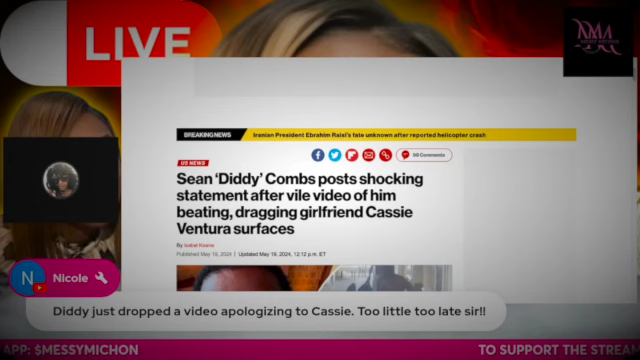 LIVE
NMA
BREAKING NEWS Iranian President Ebrahim Raisi's fate unknown after reported helicopter crash
98 Comments
US NEWS
Sean 'Diddy' Combs posts shocking
statement after vile video of him
beating, dragging girlfriend Cassie
Ventura surfaces
By Isabel Keane
Published May 19, 2024 | Updated May 19, 2024, 12:12 p.m. ET
N Nicole
Diddy just dropped a video apologizing to Cassie. Too little too late sir!!
APP: $MESSYMICHON
TO SUPPORT THE STREAM